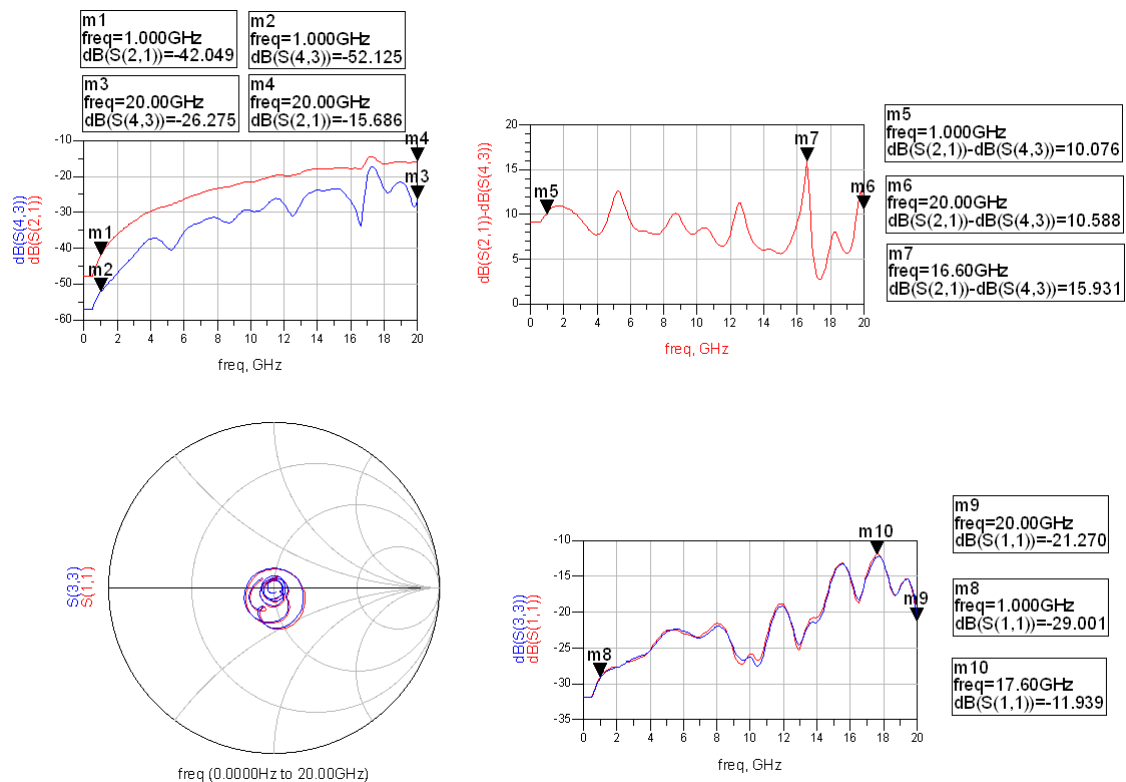 m1
freq=1.000GHz
dB(S(2,1))=-42.049
m2
freq=1.000GHz
dB(S(4,3))=-52.125
m3
freq=20.00GHz
dB(S(4,3))=-26.275
m4
freq=20.00GHz
dB(S(2,1))=-15.686
dB(S(4,3))
dB(S(2,1))
-10
-20
-30
-40
-50
-60
m1
m2
m4
m3
0 2 4 6 8 10 12 14 16 18 20
freq, GHz
dB(S(2,1))-dB(S(4,3))
20
15
10
5
0
m5
m7
m6
0 2 4 6 8 10 12 14 16 18 20
freq, GHz
m5
freq=1.000GHz
dB(S(2,1))-dB(S(4,3))=10.076
m6
freq=20.00GHz
dB(S(2,1))-dB(S(4,3))=10.588
m7
freq=16.60GHz
dB(S(2,1))-dB(S(4,3))=15.931
S(3,3)
S(1,1)
freq (0.0000Hz to 20.00GHz)
dB(S(3,3))
dB(S(1,1))
-10
-15
-20
-25
-30
-35
m8
m10
m9
0 2 4 6 8 10 12 14 16 18 20
freq, GHz
m9
freq=20.00GHz
dB(S(1,1))=-21.270
m8
freq=1.000GHz
dB(S(1,1))=-29.001
m10
freq=17.60GHz
dB(S(1,1))=-11.939